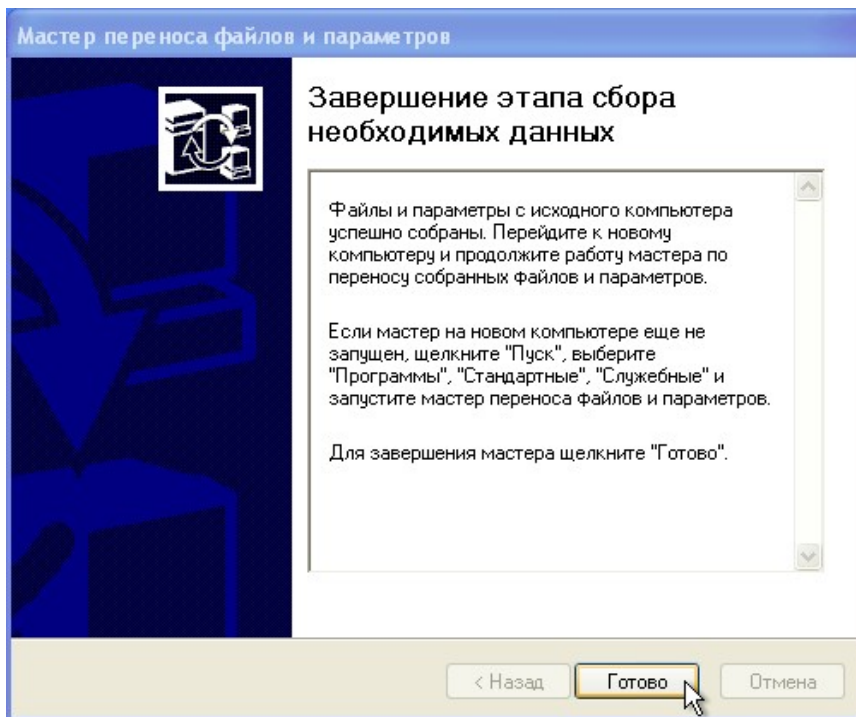 Мастер переноса файлов и параметров
Завершение этапа сбора
необходимых данных
Файлы и параметры с исходного компьютера
успешно собраны. Перейдите к новому
компьютеру и продолжите работу мастера по
переносу собранных файлов и параметров.
Если мастер на новом компьютере еще не
запущен, щелкните "Пуск", выберите
"Программы", "Стандартные", "Служебные" и
запустите мастер переноса файлов и параметров.
Для завершения мастера щелкните "Готово".
< Назад
Готово
Отмена